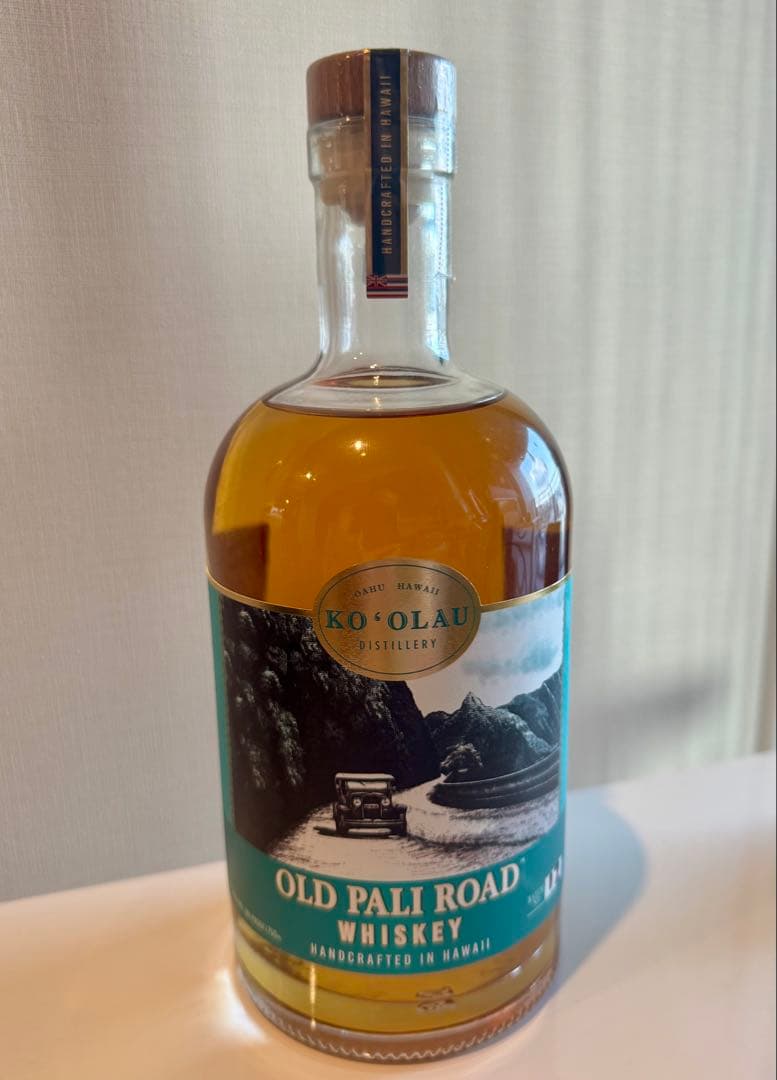 HANDCRAFTED IN HAWAII
OAHU HAWAII
KO‘OLAU
DISTILLERY
OLD PALI ROAD
WHISKEY
HANDCRAFTED IN HAWAII